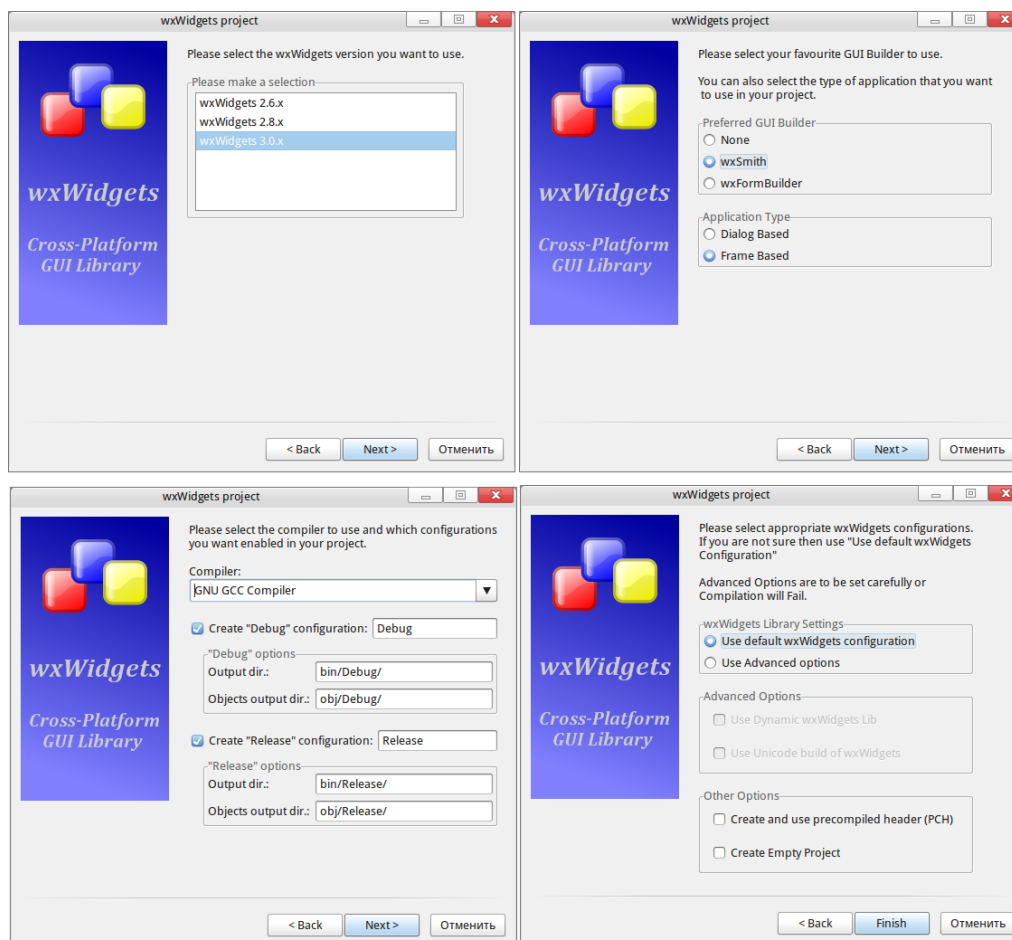 wxWidgets project
Please select the wxWidgets version you want to use.
Please make a selection
wxWidgets 2.6.x
wxWidgets 2.8.x
wxWidgets 3.0.x
wxWidgets
Cross-Platform
GUI Library
< Back
Next >
Отменить
wxWidgets project
Please select your favourite GUI Builder to use.
You can also select the type of application that you want
to use in your project.
Preferred GUI Builder
None
wxSmith
wxFormBuilder
Application Type
Dialog Based
Frame Based
wxWidgets
Cross-Platform
GUI Library
< Back
Next >
Отменить
wxWidgets project
Please select the compiler to use and which configurations
you want enabled in your project.
Compiler:
GNU GCC Compiler
Create "Debug" configuration: Debug
"Debug" options
Output dir.: bin/Debug/
Objects output dir.: obj/Debug/
Create "Release" configuration: Release
"Release" options
Output dir.: bin/Release/
Objects output dir.: obj/Release/
wxWidgets
Cross-Platform
GUI Library
< Back
Next >
Отменить
wxWidgets project
Please select appropriate wxWidgets configurations.
If you are not sure then use "Use default wxWidgets
Configuration"
Advanced Options are to be set carefully or
Compilation will Fail.
wxWidgets Library Settings
Use default wxWidgets configuration
Use Advanced options
Advanced Options
Use Dynamic wxWidgets Lib
Use Unicode build of wxWidgets
Other Options
Create and use precompiled header (PCH)
Create Empty Project
wxWidgets
Cross-Platform
GUI Library
< Back
Finish
Отменить